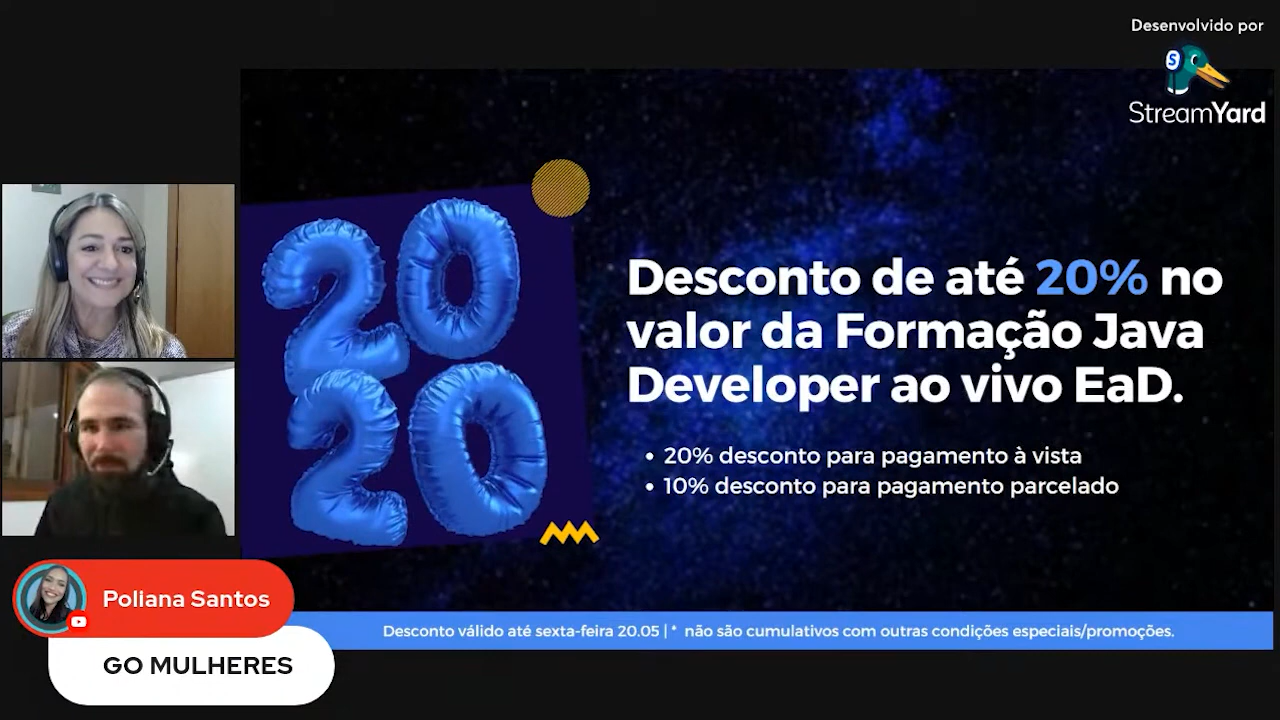 Desenvolvido por
StreamYard
20
20
Desconto de até 20% no
valor da Formação Java
Developer ao vivo EaD.
• 20% desconto para pagamento à vista
• 10% desconto para pagamento parcelado
Poliana Santos
GO MULHERES
Desconto válido até sexta-feira 20.05 | * não são cumulativos com outras condições especiais/promoções.